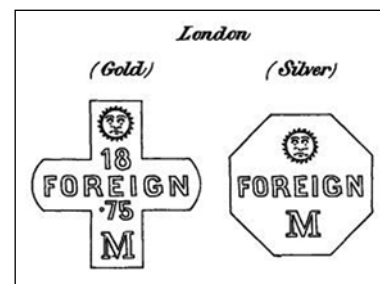 London
(Gold)
(Silver)
18
FOREIGN
.75
M
FOREIGN
M